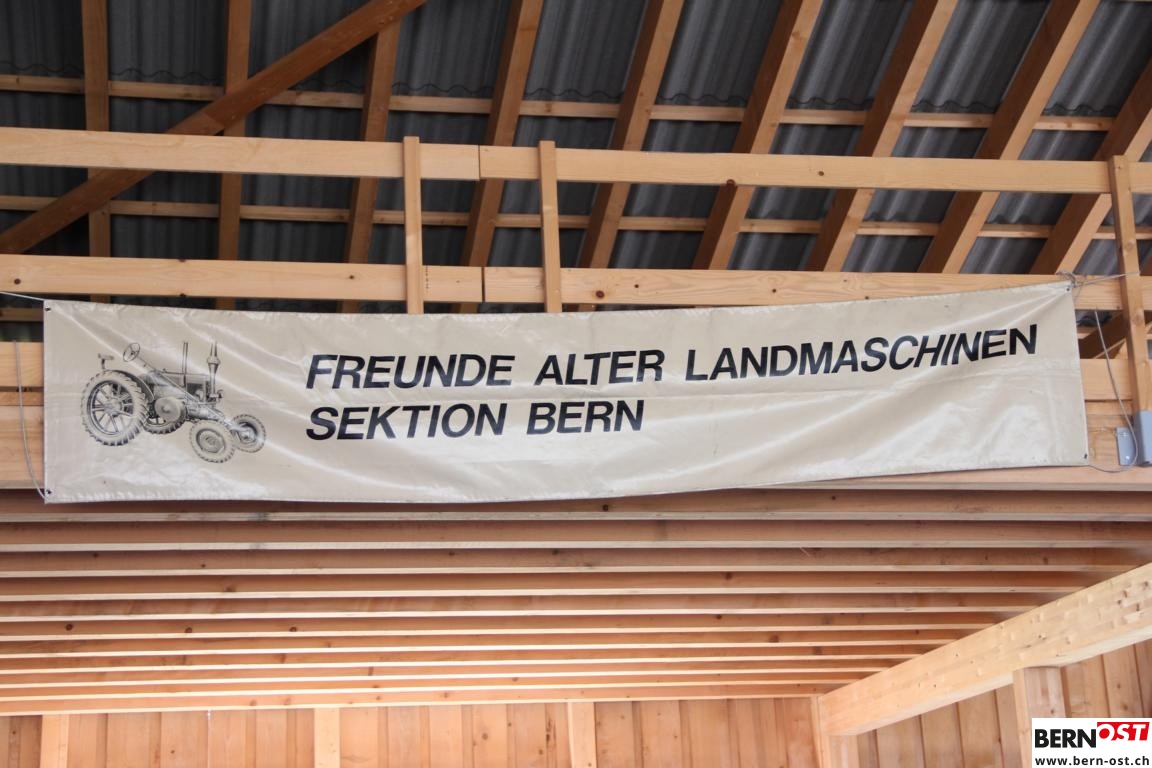 FREUNDE ALTER LANDMASCHINEN
SEKTION BERN
BERNOST
www.bern-ost.ch